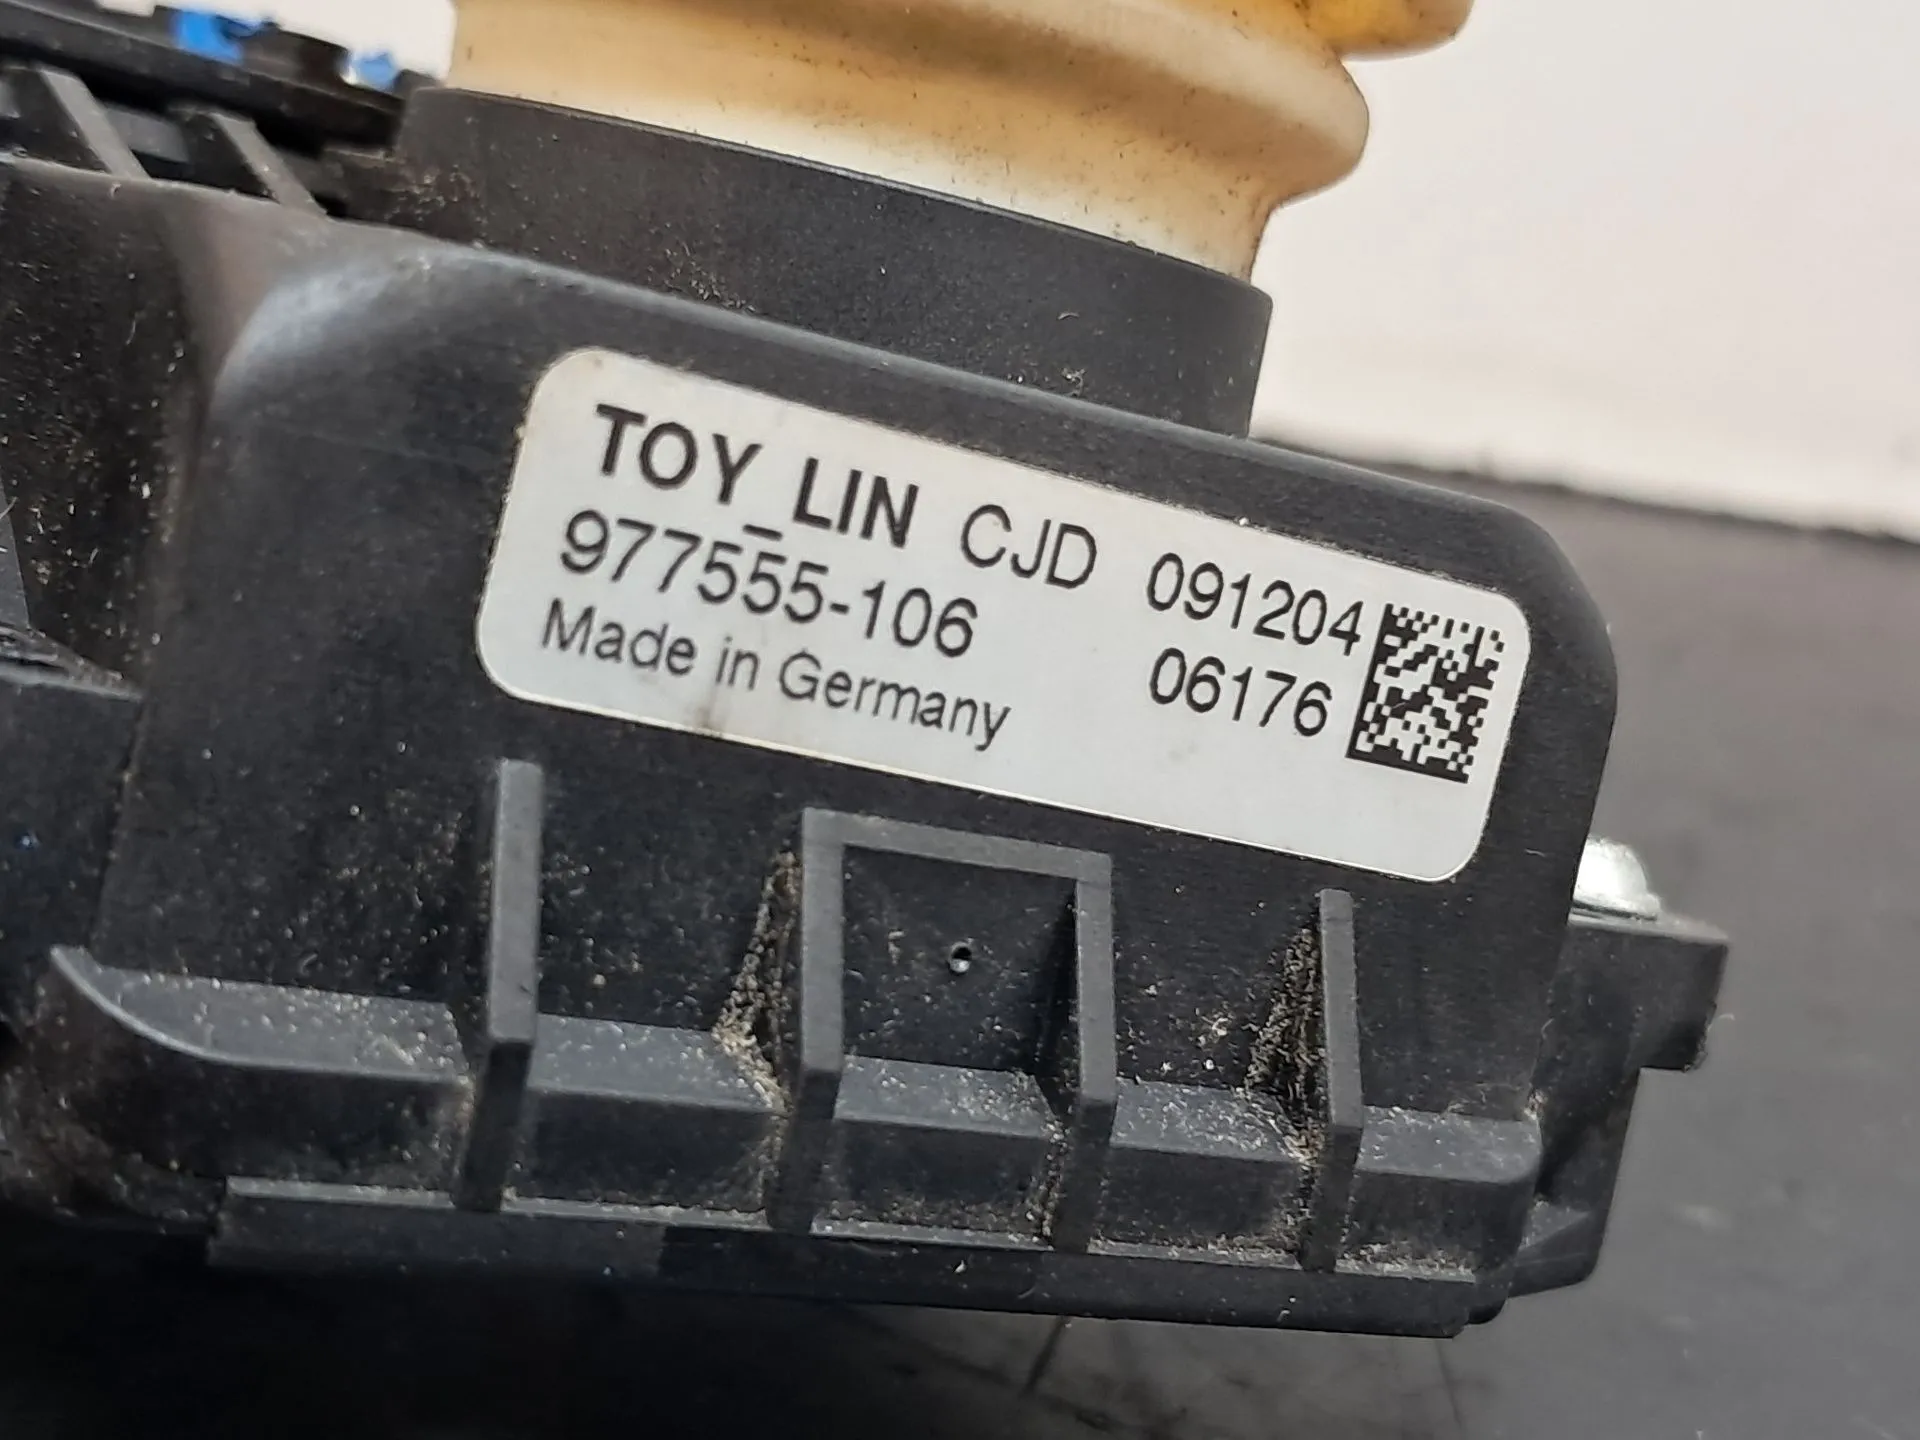 TOY_LIN CJD 091204
977555-106 06176
Made in Germany